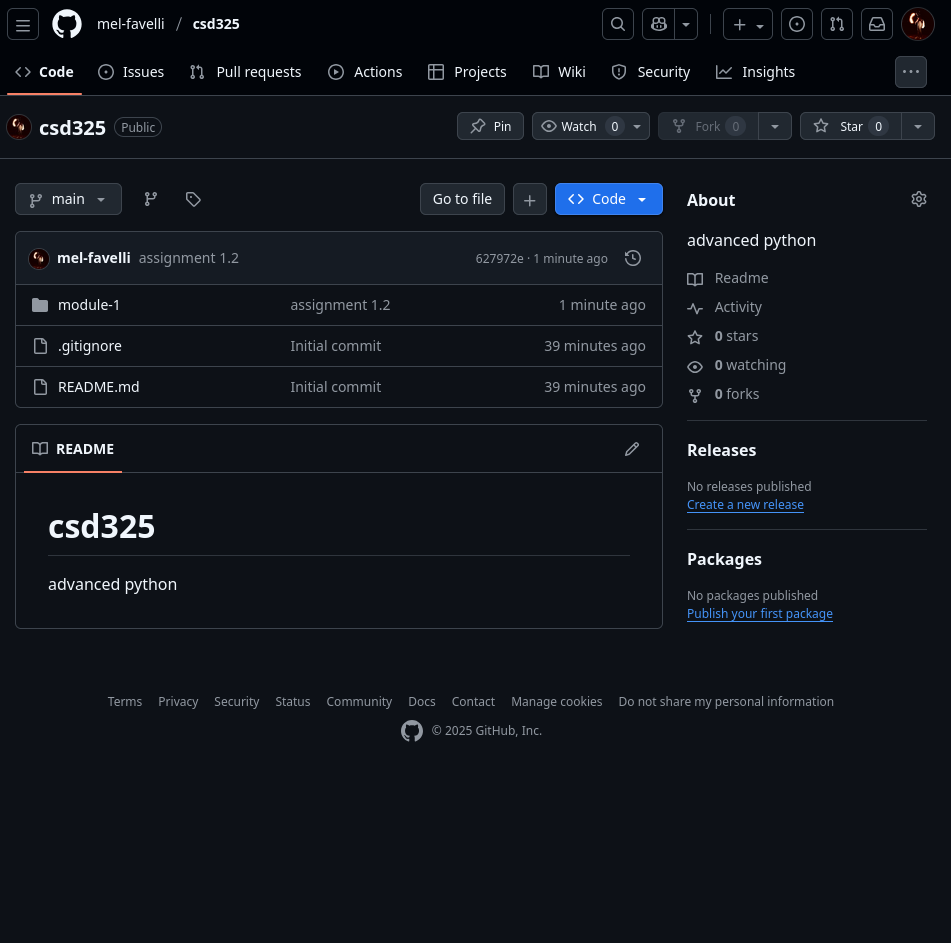 mel-favelli / csd325
Code Issues Pull requests Actions Projects Wiki Security Insights
csd325 Public Pin Watch 0 Fork 0 Star 0
main Go to file Code
mel-favelli assignment 1.2 627972e · 1 minute ago
module-1 assignment 1.2 1 minute ago
.gitignore Initial commit 39 minutes ago
README.md Initial commit 39 minutes ago
README
csd325
advanced python
About
advanced python
Readme
Activity
0 stars
0 watching
0 forks
Releases
No releases published
Create a new release
Packages
No packages published
Publish your first package
Terms Privacy Security Status Community Docs Contact Manage cookies Do not share my personal information
© 2025 GitHub, Inc.